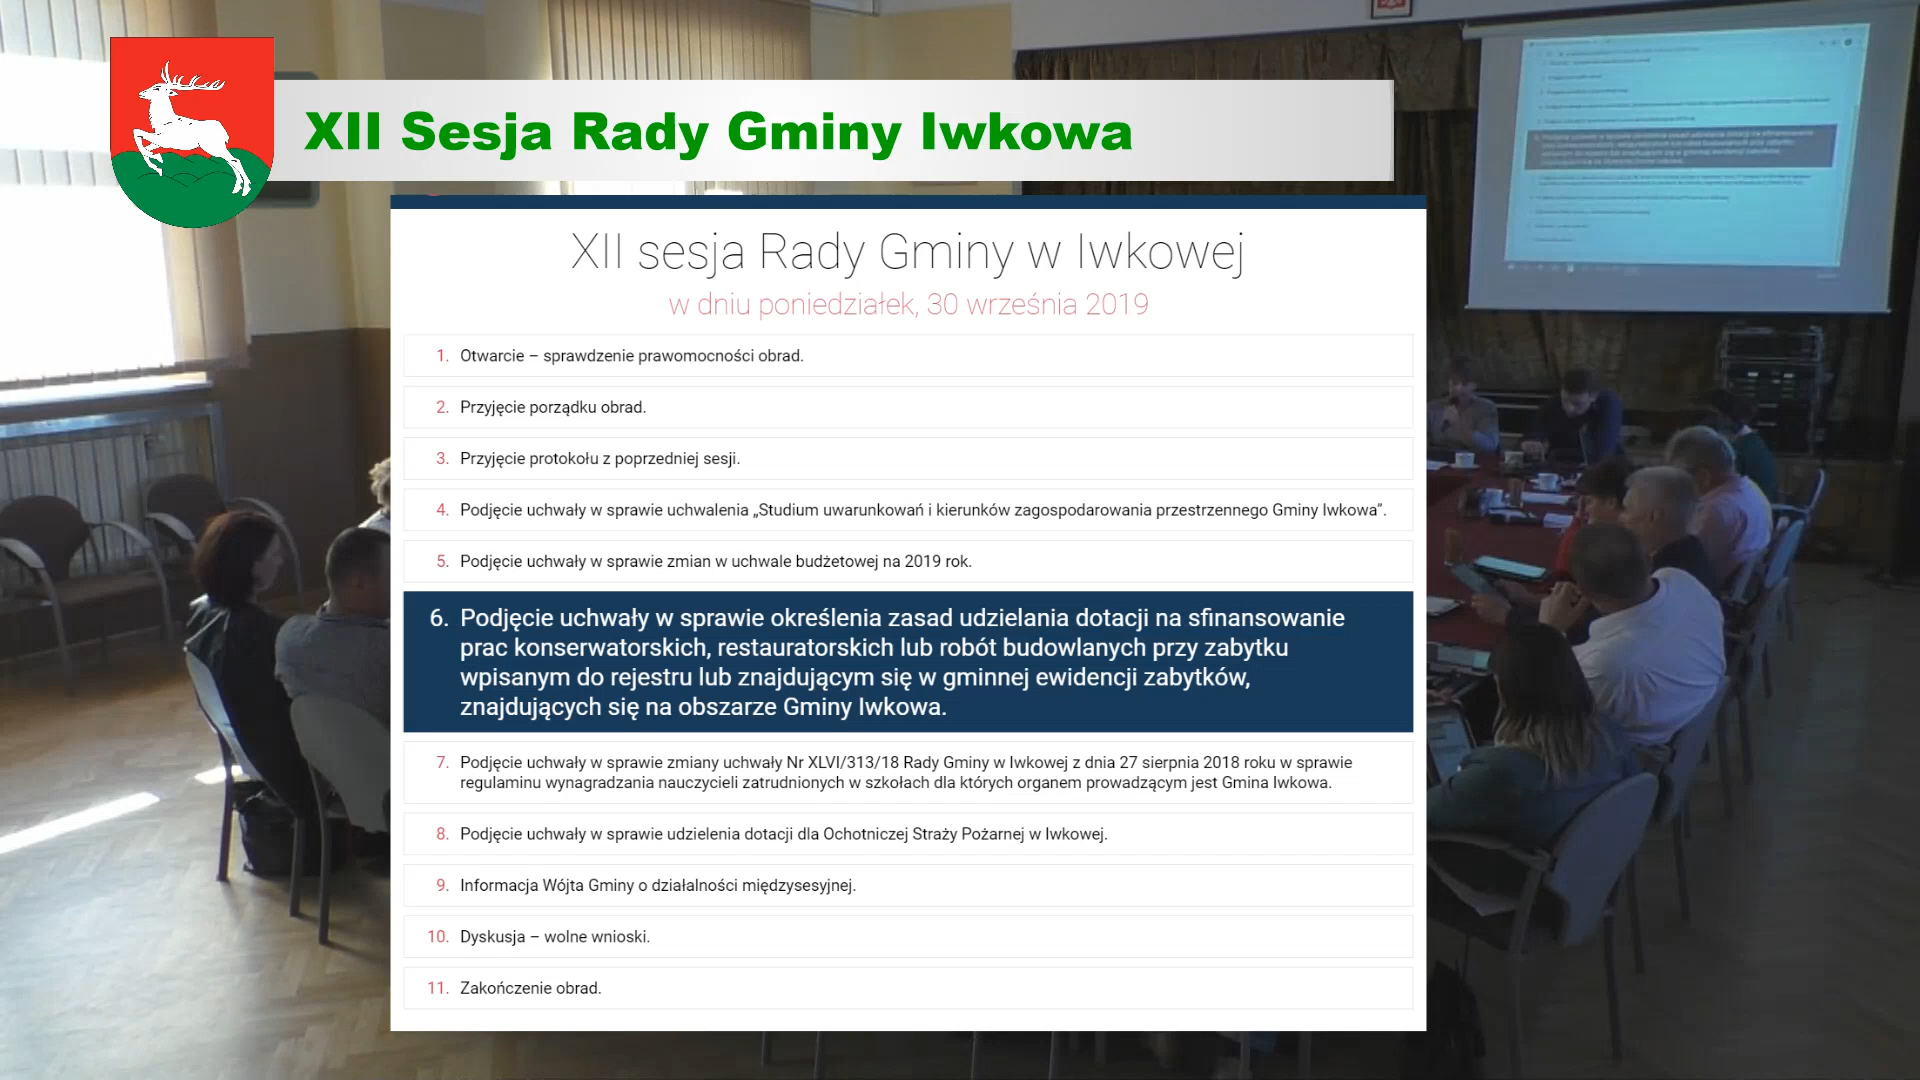 XII Sesja Rady Gminy Iwkowa
XII sesja Rady Gminy w Iwkowej
w dniu poniedziałek, 30 września 2019
1. Otwarcie – sprawdzenie prawomocności obrad.
2. Przyjęcie porządku obrad.
3. Przyjęcie protokołu z poprzedniej sesji.
4. Podjęcie uchwały w sprawie uchwalenia „Studium uwarunkowań i kierunków zagospodarowania przestrzennego Gminy Iwkowa”.
5. Podjęcie uchwały w sprawie zmian w uchwale budżetowej na 2019 rok.
6. Podjęcie uchwały w sprawie określenia zasad udzielania dotacji na sfinansowanie
prac konserwatorskich, restauratorskich lub robót budowlanych przy zabytku
wpisanym do rejestru lub znajdującym się w gminnej ewidencji zabytków,
znajdujących się na obszarze Gminy Iwkowa.
7. Podjęcie uchwały w sprawie zmiany uchwały Nr XLVI/313/18 Rady Gminy w Iwkowej z dnia 27 sierpnia 2018 roku w sprawie
regulaminu wynagradzania nauczycieli zatrudnionych w szkołach dla których organem prowadzącym jest Gmina Iwkowa.
8. Podjęcie uchwały w sprawie udzielenia dotacji dla Ochotniczej Straży Pożarnej w Iwkowej.
9. Informacja Wójta Gminy o działalności międzysesyjnej.
10. Dyskusja – wolne wnioski.
11. Zakończenie obrad.